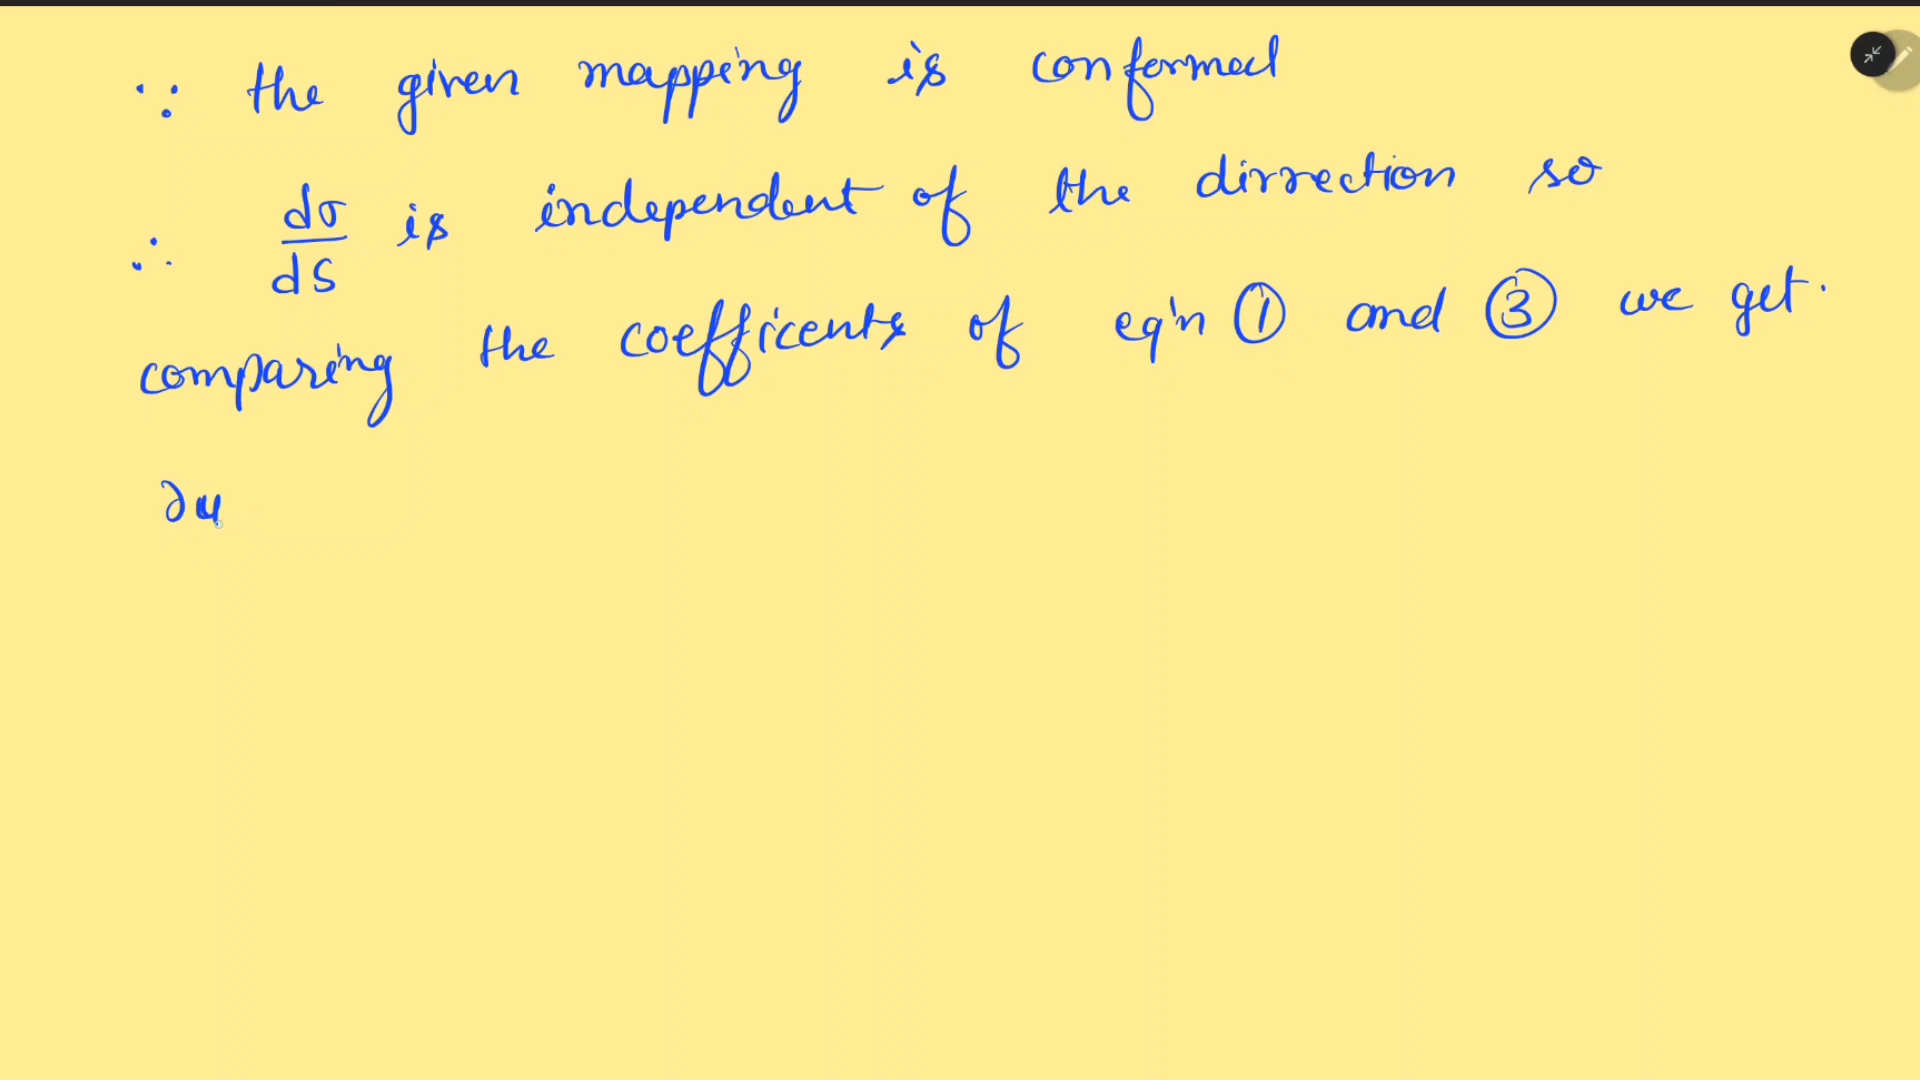 ∵ the given mapping is conformal
∴ dσ/ds is independent of the dirrection so
comparing the coefficents of eq'n ① and ③ we get.
∂u